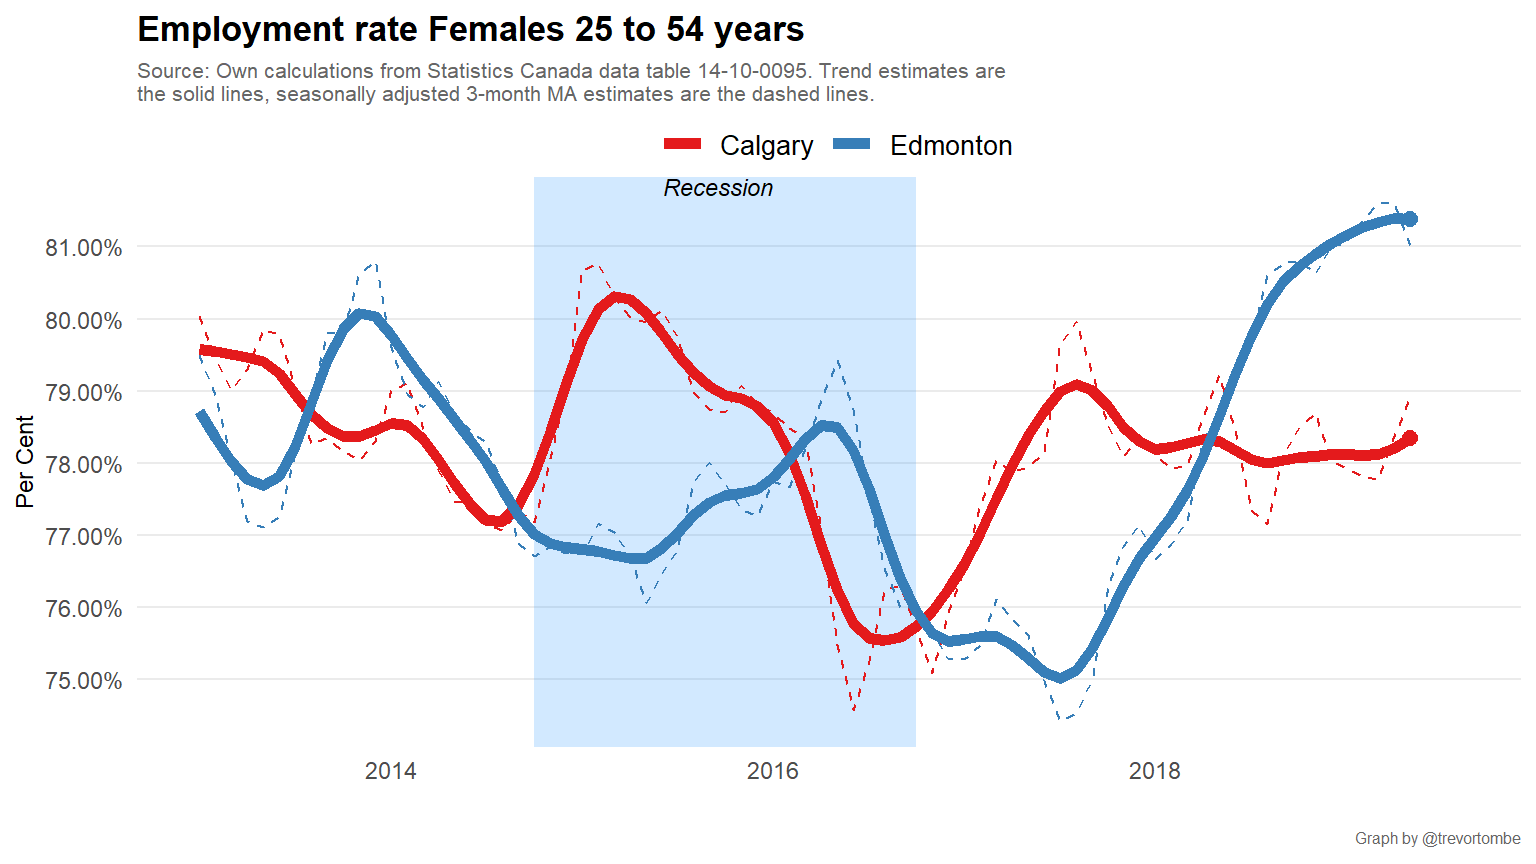 Employment rate Females 25 to 54 years
Source: Own calculations from Statistics Canada data table 14-10-0095. Trend estimates are
the solid lines, seasonally adjusted 3-month MA estimates are the dashed lines.
Calgary Edmonton
Recession
81.00%
80.00%
79.00%
78.00%
77.00%
76.00%
75.00%
Per Cent
2014 2016 2018
Graph by @trevortombe